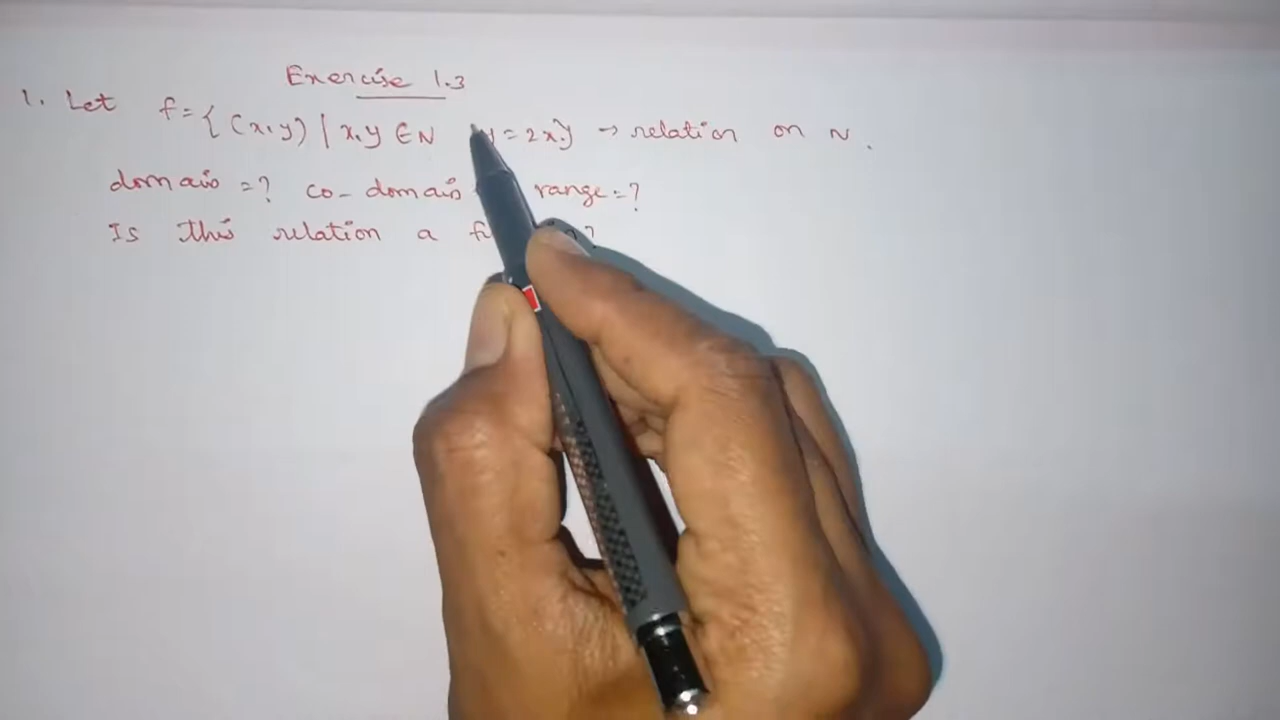 Exercise 1.3
1. Let f = { (x, y) | x, y ∈ N y = 2x } → relation on N.
domain = ? co-domain range = ?
Is this relation a